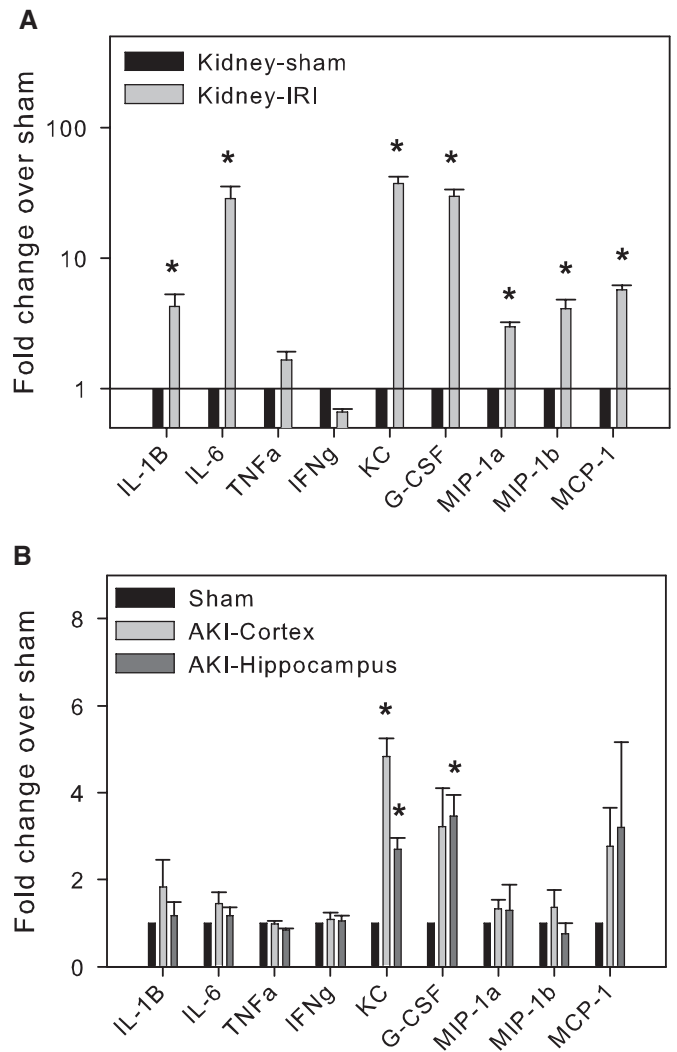 A
Kidney-sham
Kidney-IRI
Fold change over sham
100
10
1
*
*
*
*
*
*
*
IL-1B
IL-6
TNFa
IFNg
KC
G-CSF
MIP-1a
MIP-1b
MCP-1
B
Sham
AKI-Cortex
AKI-Hippocampus
Fold change over sham
8
6
4
2
0
*
*
*
IL-1B
IL-6
TNFa
IFNg
KC
G-CSF
MIP-1a
MIP-1b
MCP-1